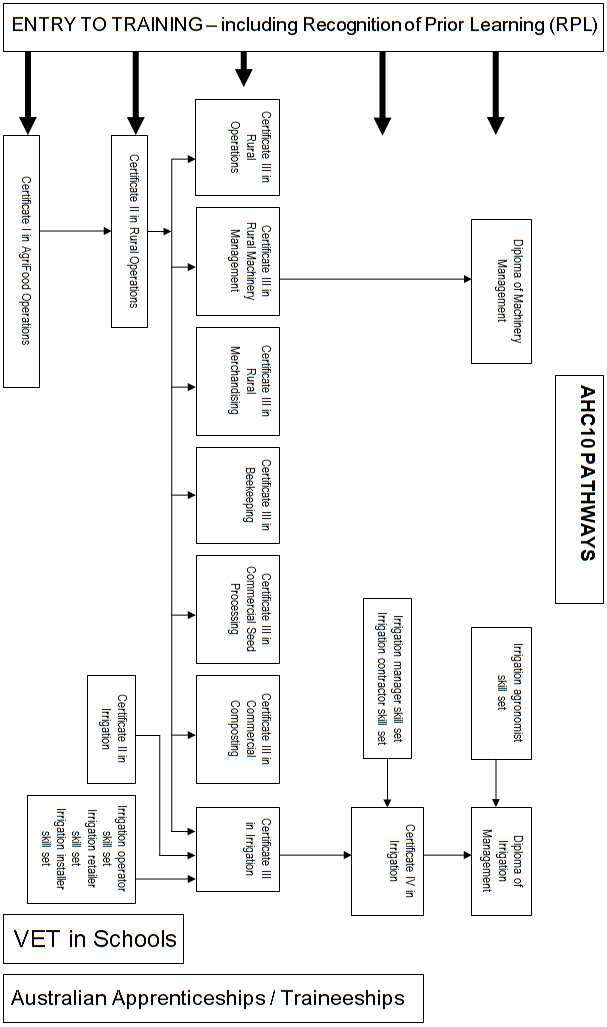 ENTRY TO TRAINING – including Recognition of Prior Learning (RPL)
Certificate I in AgriFood Operations
Certificate II in Rural Operations
Certificate III in
Rural
Operations
Certificate III in
Rural Machinery
Management
Certificate III in
Rural
Merchandising
Certificate III in
Beekeeping
Certificate III in
Commercial Seed
Processing
Certificate III in
Commercial
Composting
Certificate III
in Irrigation
Diploma of Machinery
Management
AHC10 PATHWAYS
Irrigation manager skill set
Irrigation contractor skill set
Irrigation agronomist
skill set
Certificate II in
Irrigation
Irrigation operator
skill set
Irrigation retailer
skill set
Irrigation installer
skill set
Certificate IV in
Irrigation
Diploma of
Irrigation
Management
VET in Schools
Australian Apprenticeships / Traineeships